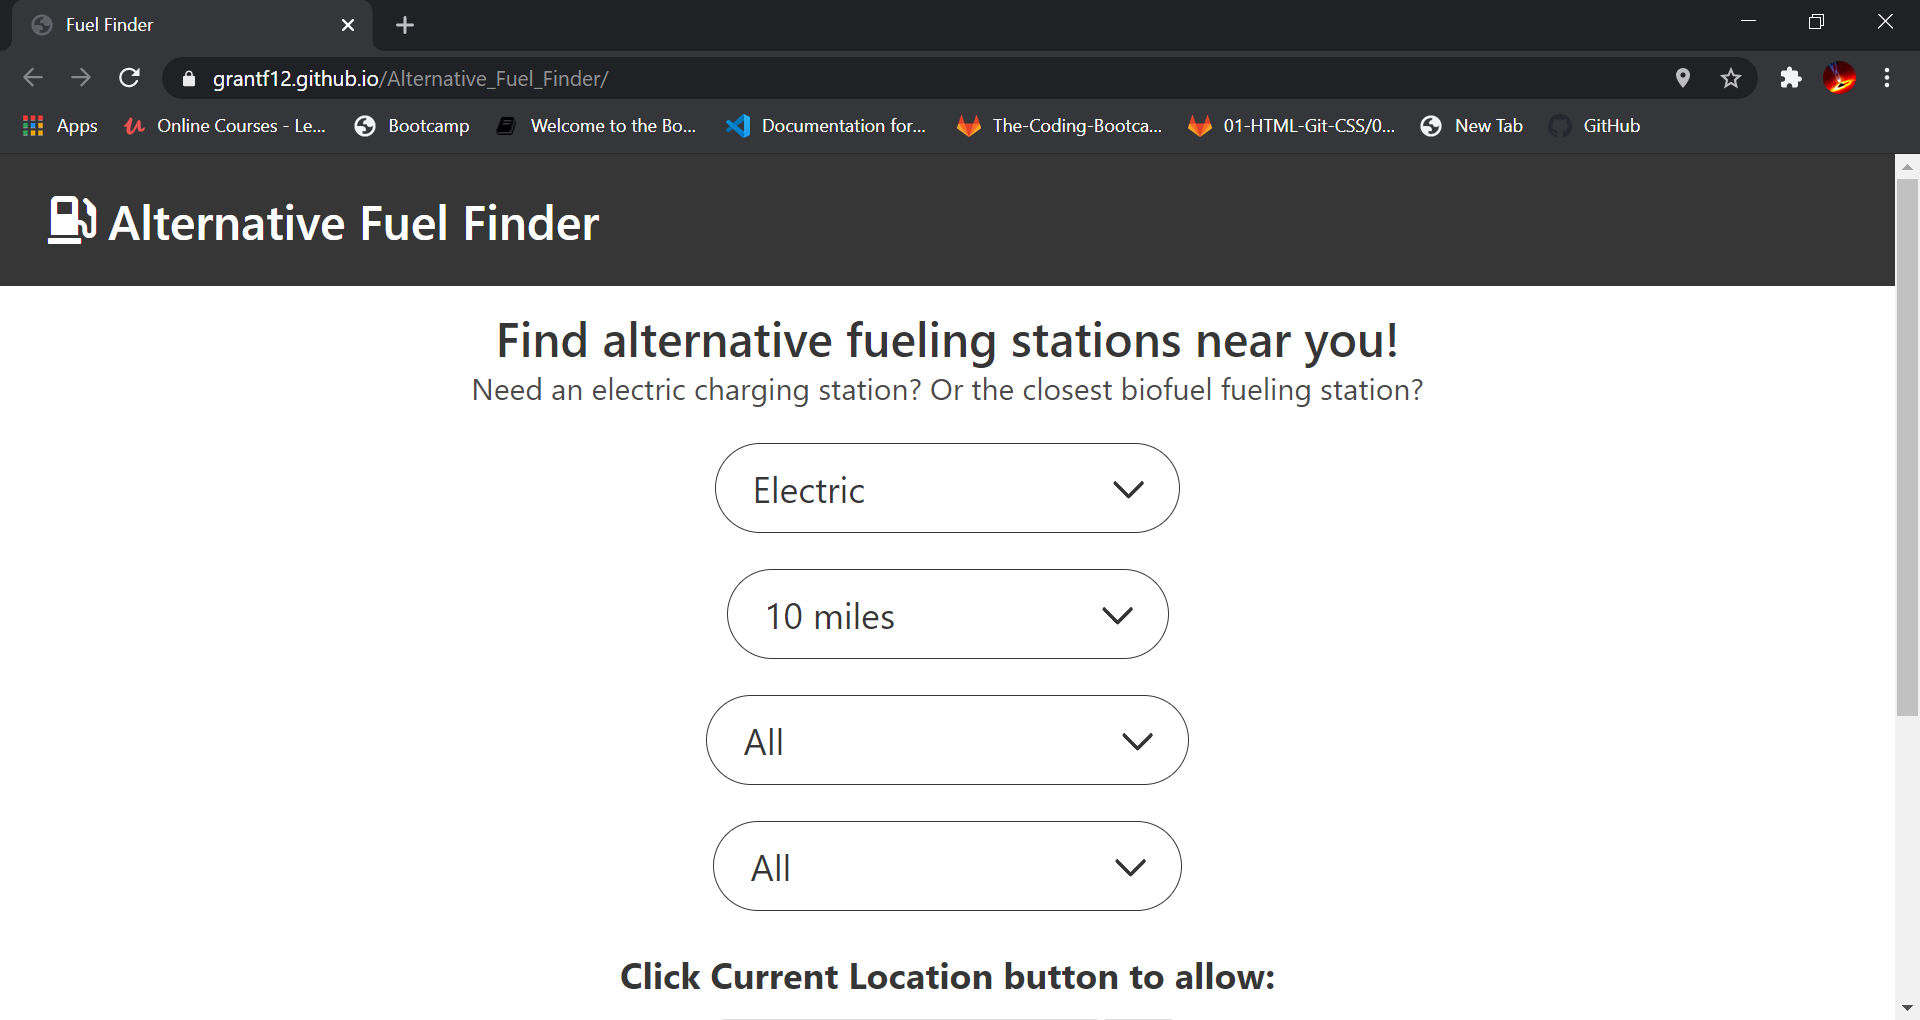 Fuel Finder
grantf12.github.io/Alternative_Fuel_Finder/
Apps Online Courses - Le... Bootcamp Welcome to the Bo... Documentation for... The-Coding-Bootca... 01-HTML-Git-CSS/0... New Tab GitHub
Alternative Fuel Finder
Find alternative fueling stations near you!
Need an electric charging station? Or the closest biofuel fueling station?
Electric
10 miles
All
All
Click Current Location button to allow: